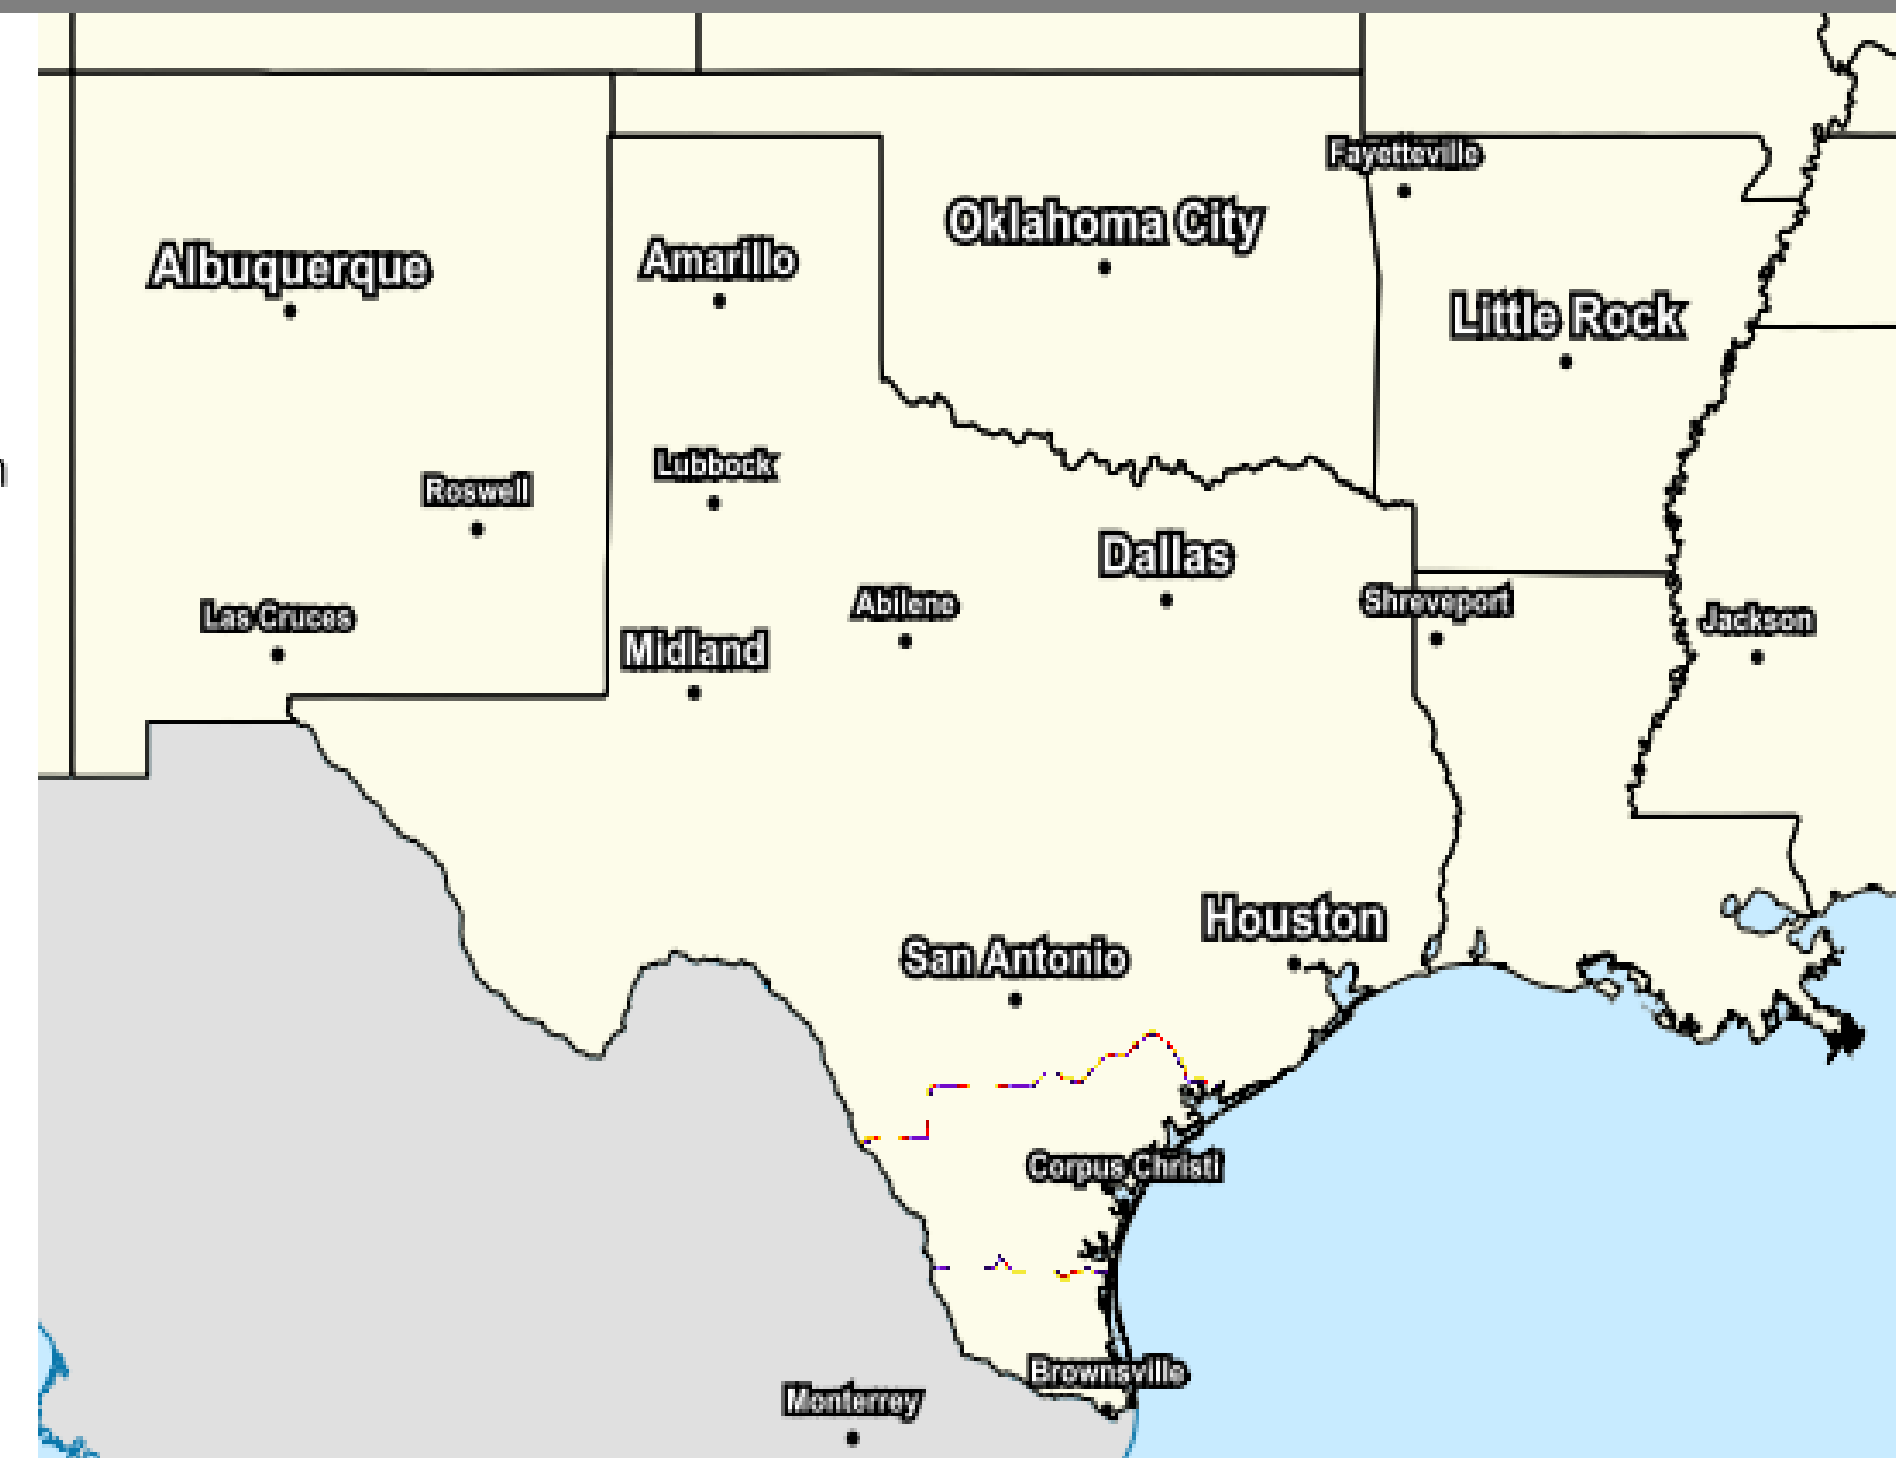 Fayetteville
Oklahoma City
Albuquerque
Amarillo
Little Rock
Lubbock
Roswell
Dallas
Abilene
Shreveport
Las Cruces
Jackson
Midland
Houston
San Antonio
Corpus Christi
Brownsville
Monterrey